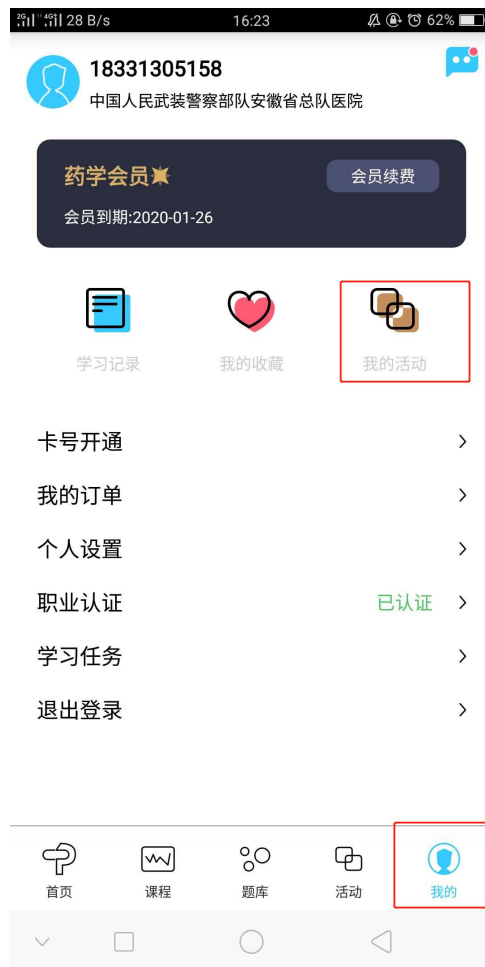 2G 4G 28 B/s 16:23 62%
18331305158
中国人民武装警察部队安徽省总队医院
药学会员 会员续费
会员到期:2020-01-26
学习记录 我的收藏 我的活动
卡号开通
我的订单
个人设置
职业认证 已认证
学习任务
退出登录
首页 课程 题库 活动 我的